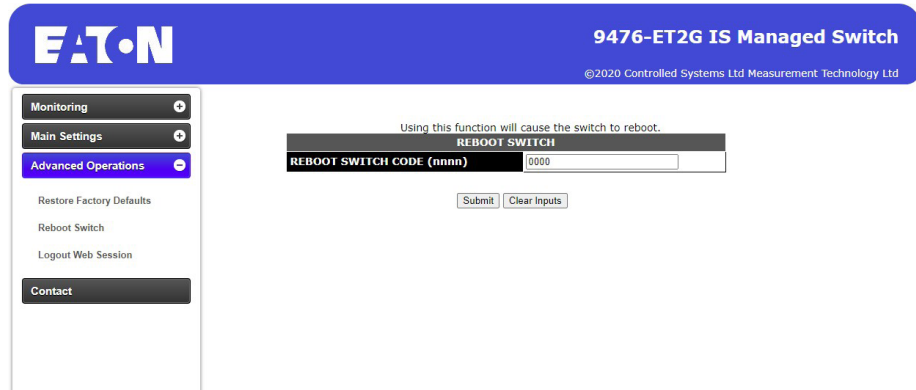 EATON
9476-ET2G IS Managed Switch
©2020 Controlled Systems Ltd Measurement Technology Ltd
Monitoring
Main Settings
Advanced Operations
Restore Factory Defaults
Reboot Switch
Logout Web Session
Contact
Using this function will cause the switch to reboot.
REBOOT SWITCH
REBOOT SWITCH CODE (nnnn) 0000
Submit Clear Inputs